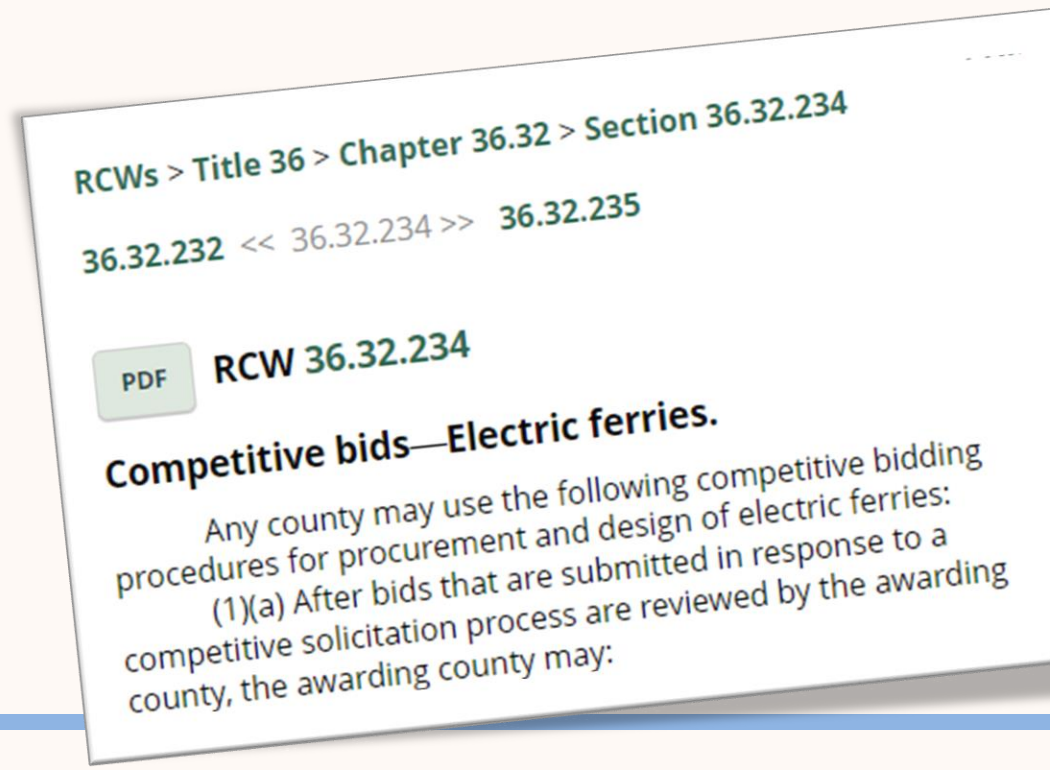 RCWs > Title 36 > Chapter 36.32 > Section 36.32.234
36.32.232 << 36.32.234 >> 36.32.235
PDF RCW 36.32.234
Competitive bids—Electric ferries.
Any county may use the following competitive bidding
procedures for procurement and design of electric ferries:
(1)(a) After bids that are submitted in response to a
competitive solicitation process are reviewed by the awarding
county, the awarding county may: